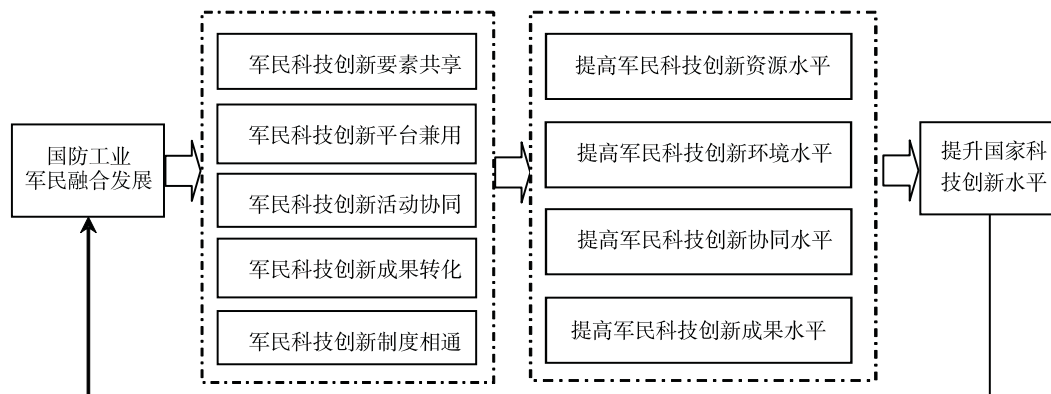 国防工业
军民融合发展
军民科技创新要素共享
军民科技创新平台兼用
军民科技创新活动协同
军民科技创新成果转化
军民科技创新制度相通
提高军民科技创新资源水平
提高军民科技创新环境水平
提高军民科技创新协同水平
提高军民科技创新成果水平
提升国家科
技创新水平